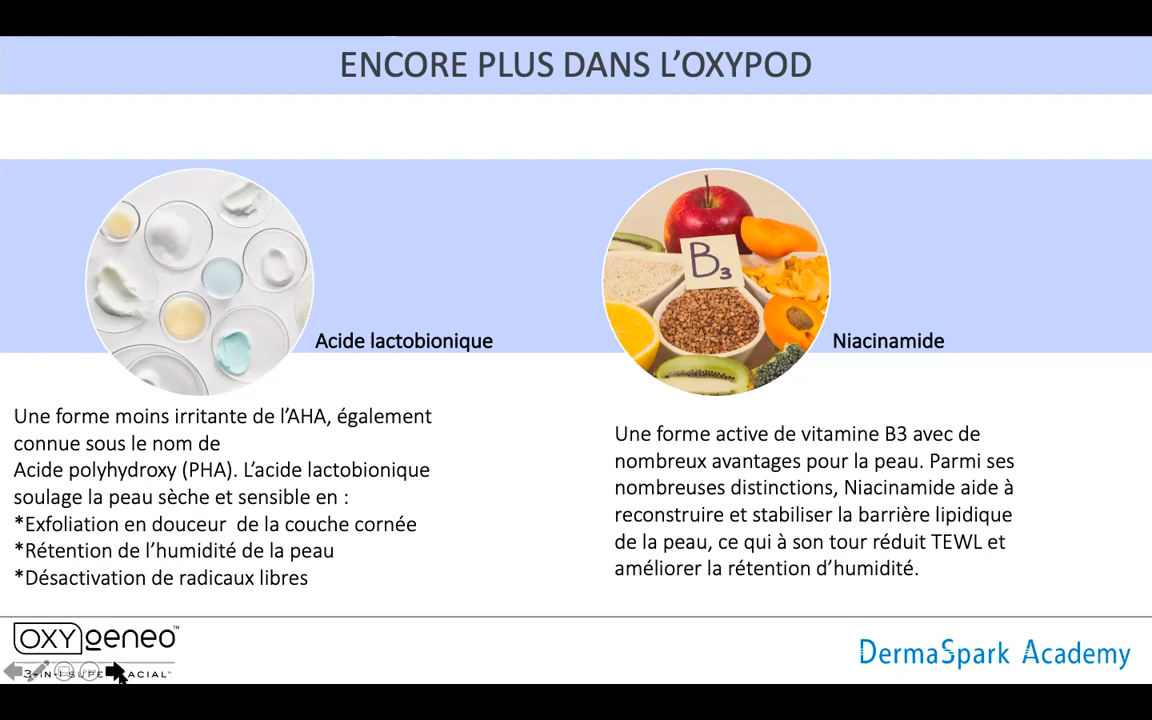 ENCORE PLUS DANS L’OXYPOD
B3
Acide lactobionique
Niacinamide
Une forme moins irritante de l’AHA, également
connue sous le nom de
Acide polyhydroxy (PHA). L’acide lactobionique
soulage la peau sèche et sensible en :
*Exfoliation en douceur  de la couche cornée
*Rétention de l’humidité de la peau
*Désactivation de radicaux libres
Une forme active de vitamine B3 avec de
nombreux avantages pour la peau. Parmi ses
nombreuses distinctions, Niacinamide aide à
reconstruire et stabiliser la barrière lipidique
de la peau, ce qui à son tour réduit TEWL et
améliorer la rétention d’humidité.
OXYgeneo™
3-IN-1
DermaSpark Academy